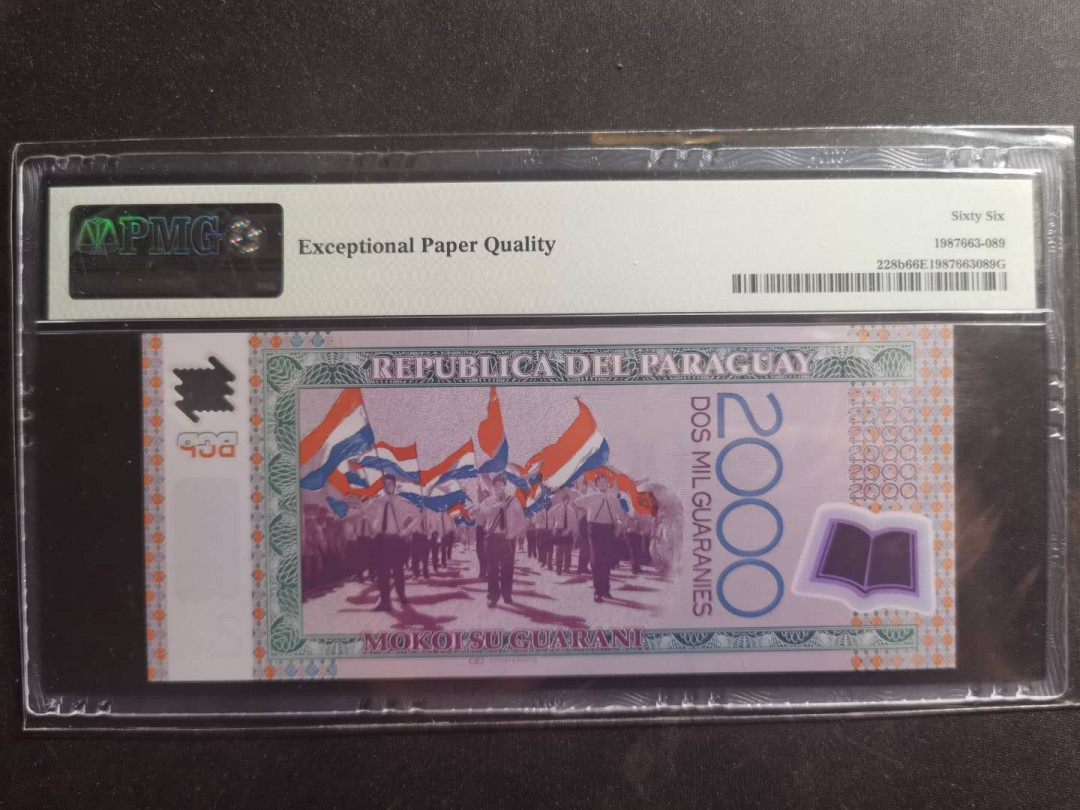 PMG
Exceptional Paper Quality
Sixty Six
1987663-089
228b66E1987663089G
REPUBLICA DEL PARAGUAY
BCP
2000
DOS MIL GUARANIES
MOKOI SU GUARANI